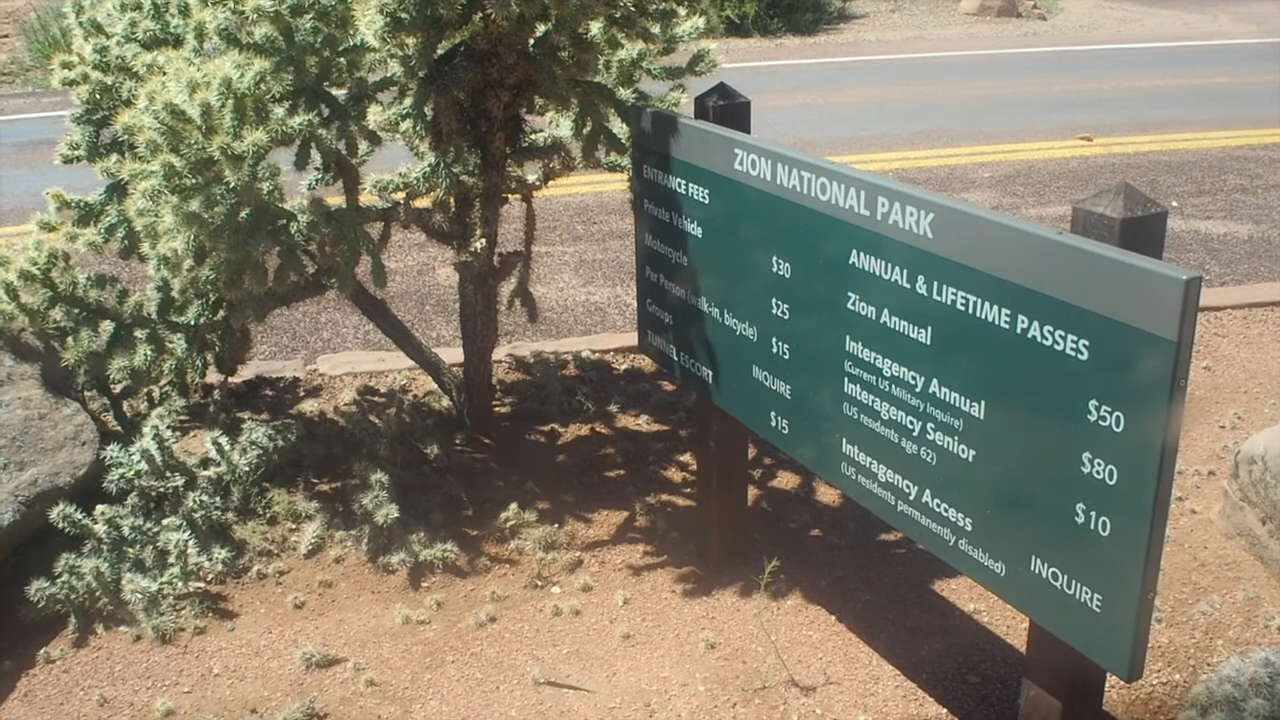 ZION NATIONAL PARK
ENTRANCE FEES
Private Vehicle $30
Motorcycle $25
Per Person (walk-in, bicycle) $15
Groups INQUIRE
TUNNEL ESCORT $15
ANNUAL & LIFETIME PASSES
Zion Annual $50
Interagency Annual $80
(Current US Military Inquire)
Interagency Senior $10
(US residents age 62)
Interagency Access INQUIRE
(US residents permanently disabled)